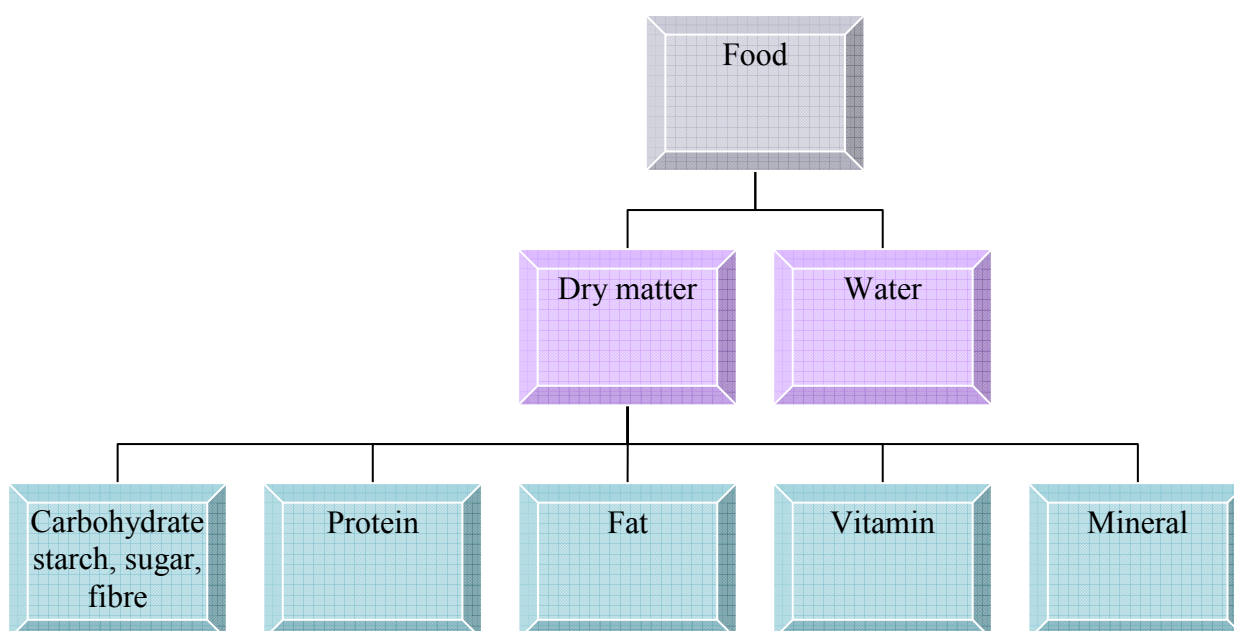 Food
Dry matter
Water
Carbohydrate
starch, sugar,
fibre
Protein
Fat
Vitamin
Mineral